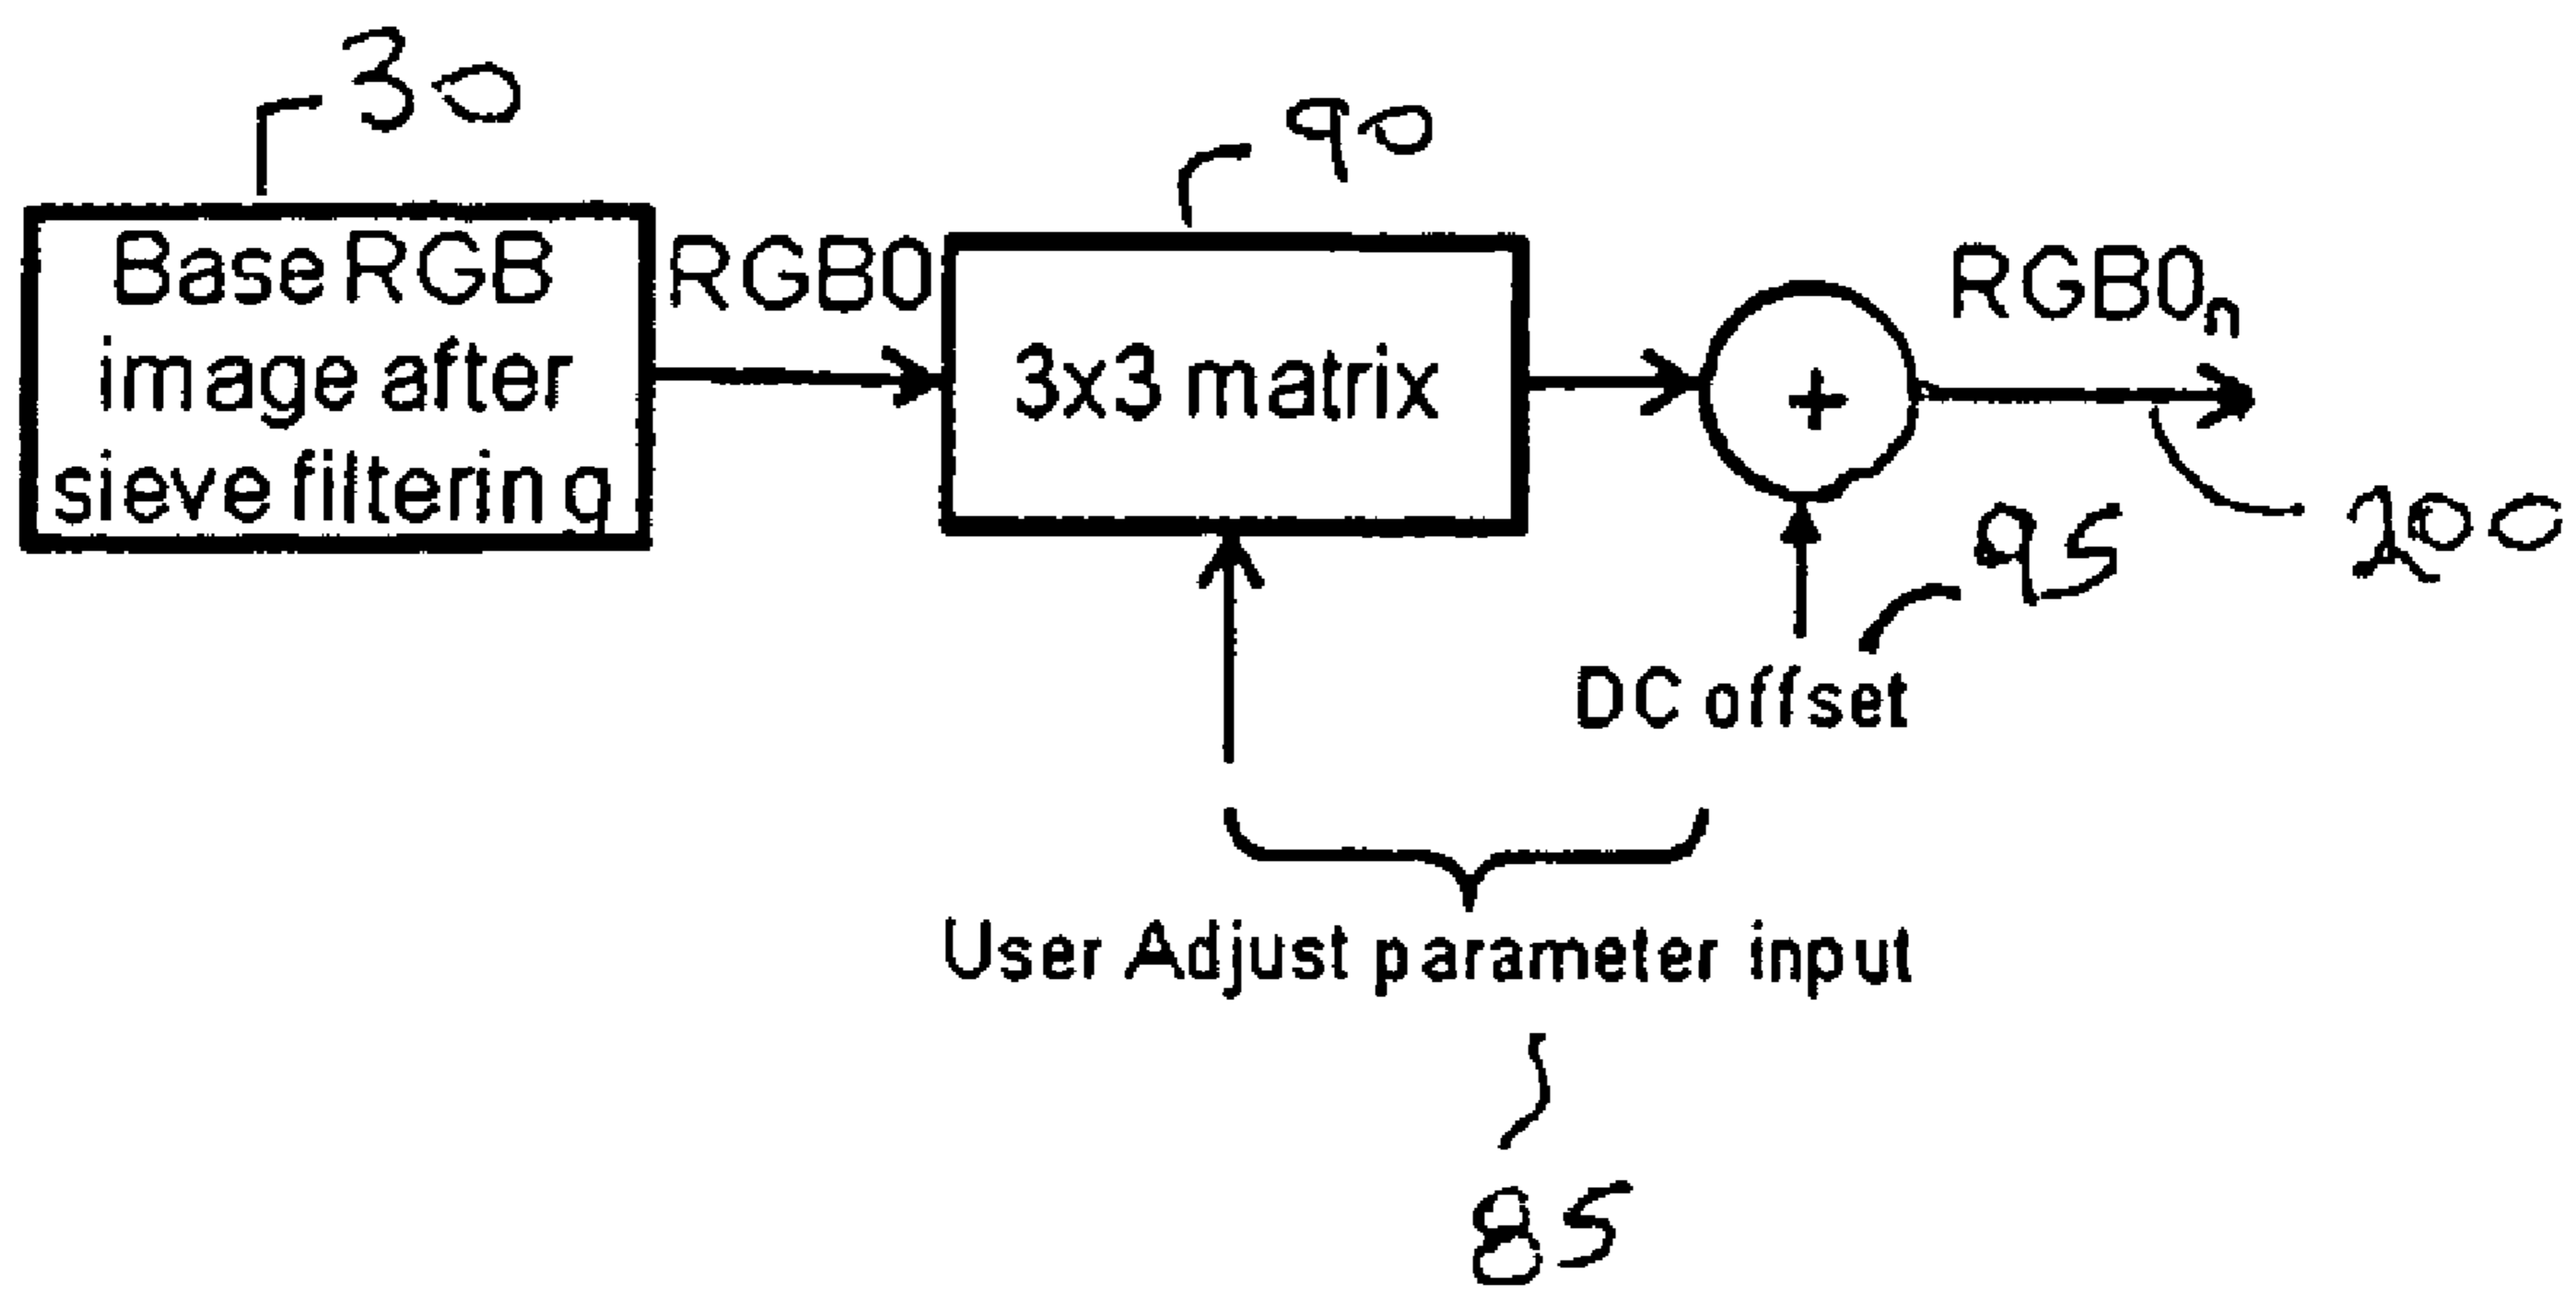 30
90
Base RGB
image after
sieve filtering
RGB0
3x3 matrix
+
RGB0n
200
95
DC offset
User Adjust parameter input
85